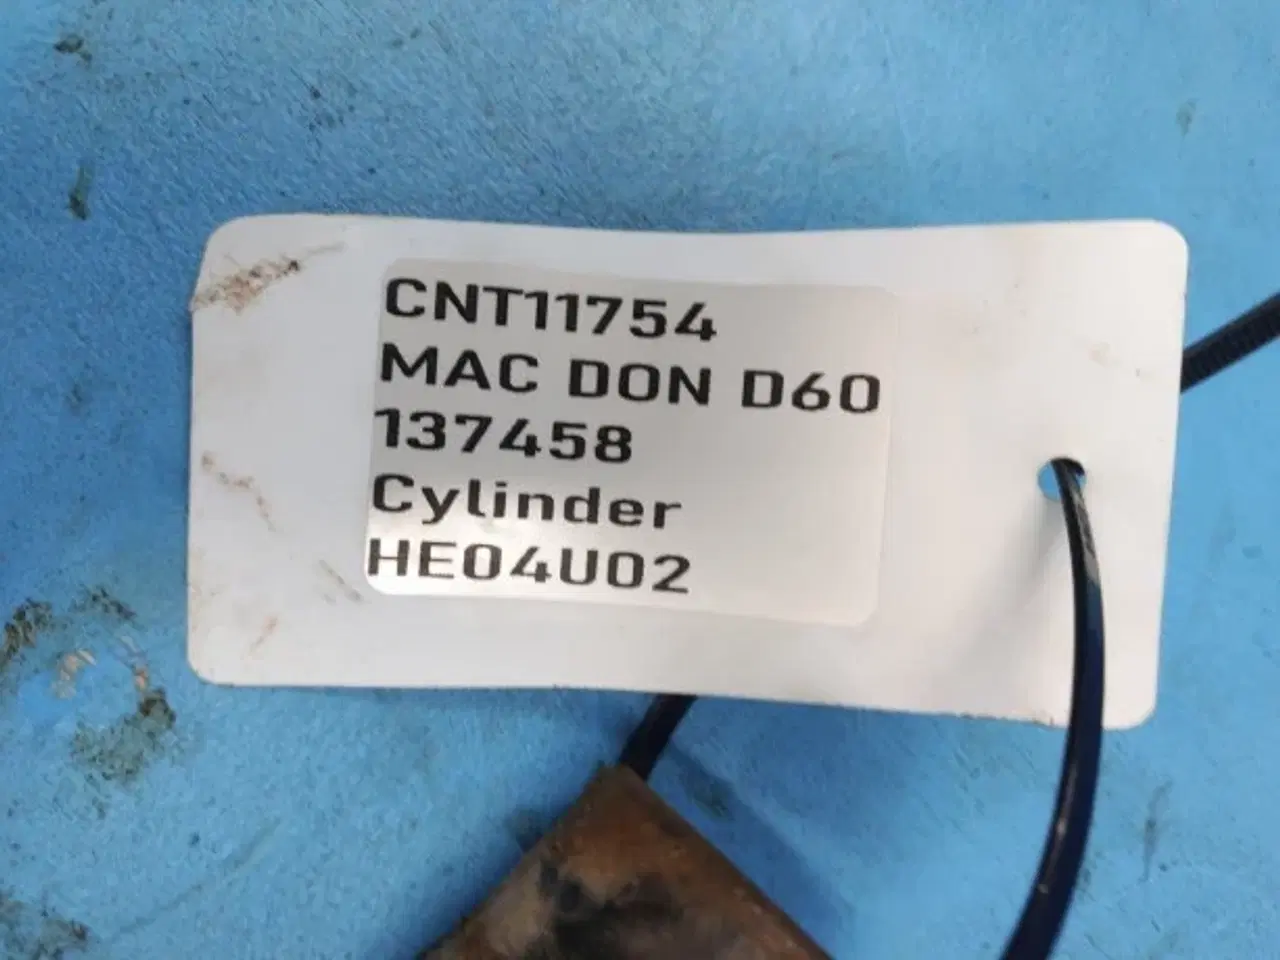 CNT11754
MAC DON D60
137458
Cylinder
HE04U02